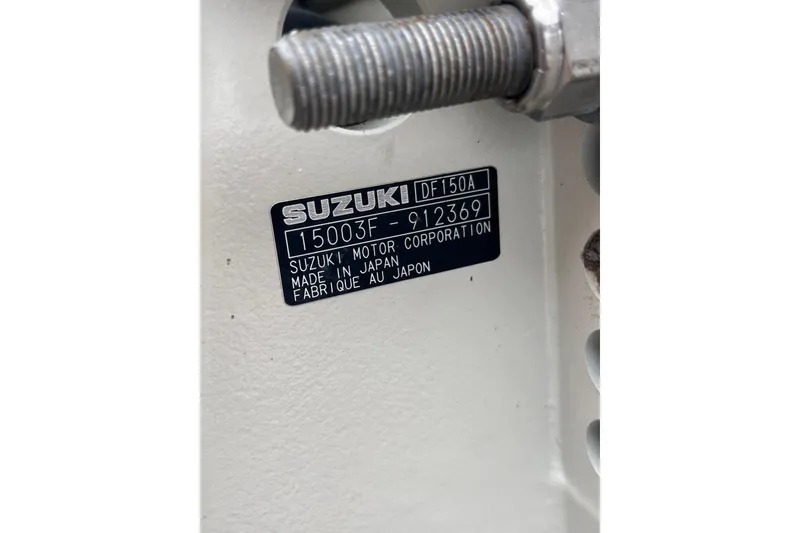 SUZUKI DF150A
15003F-912369
SUZUKI MOTOR CORPORATION
MADE IN JAPAN
FABRIQUE AU JAPON